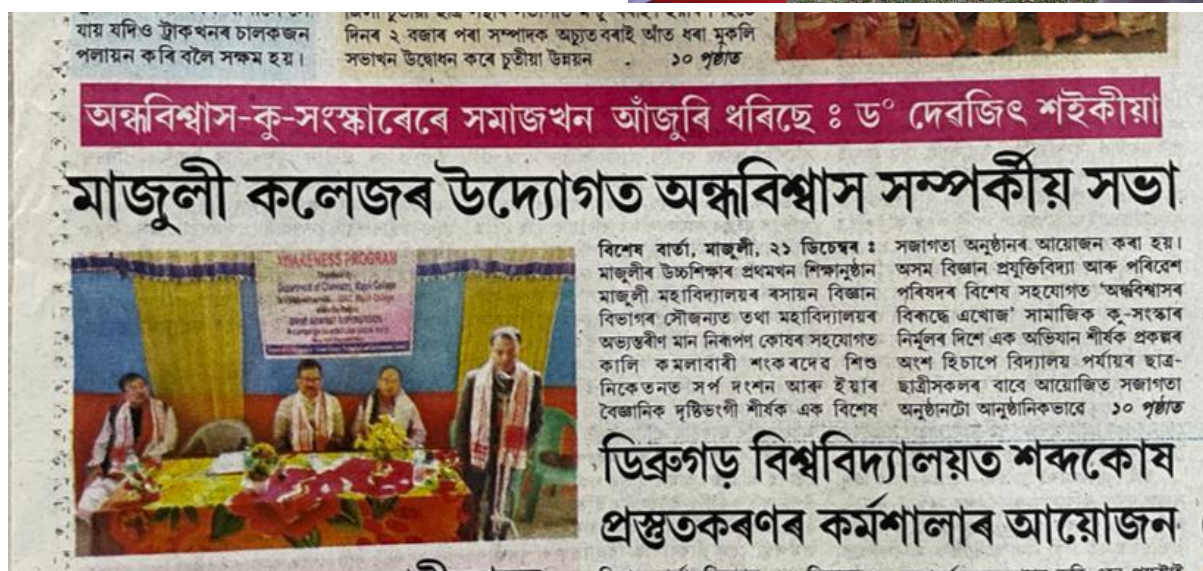 যায় যদিও ট্ৰাকখনৰ চালকজন
পলায়ন কৰি বলৈ সক্ষম হয়।
দিনৰ ২ বজাৰ পৰা সম্পাদক অচ্যুত বৰাই আঁত ধৰা মুকলি
সভাখন উদ্বোধন কৰে চুতীয়া উন্নয়ন . ১০ পৃষ্ঠাত
অন্ধবিশ্বাস-কু-সংস্কাৰেৰে সমাজখন আঁজুৰি ধৰিছে : ড° দেৱজিৎ শইকীয়া
মাজুলী কলেজৰ উদ্যোগত অন্ধবিশ্বাস সম্পৰ্কীয় সভা
AWARENESS PROGRAM
Department of Chemistry, Majuli College
বিশেষ বাৰ্তা, মাজুলী, ২১ ডিচেম্বৰ :
মাজুলীৰ উচ্চশিক্ষাৰ প্ৰথমখন শিক্ষানুষ্ঠান
মাজুলী মহাবিদ্যালয়ৰ ৰসায়ন বিজ্ঞান
বিভাগৰ সৌজন্যত তথা মহাবিদ্যালয়ৰ
অভ্যন্তৰীণ মান নিৰূপণ কোষৰ সহযোগত
কালি কমলাবাৰী শংকৰদেৱ শিশু
নিকেতনত সৰ্প দংশন আৰু ইয়াৰ
বৈজ্ঞানিক দৃষ্টিভংগী শীৰ্ষক এক বিশেষ
সজাগতা অনুষ্ঠানৰ আয়োজন কৰা হয়।
অসম বিজ্ঞান প্ৰযুক্তিবিদ্যা আৰু পৰিৱেশ
পৰিষদৰ বিশেষ সহযোগত 'অন্ধবিশ্বাসৰ
বিৰুদ্ধে এখোজ' সামাজিক কু-সংস্কাৰ
নিৰ্মূলৰ দিশে এক অভিযান শীৰ্ষক প্ৰকল্পৰ
অংশ হিচাপে বিদ্যালয় পৰ্যায়ৰ ছাত্ৰ-
ছাত্ৰীসকলৰ বাবে আয়োজিত সজাগতা
অনুষ্ঠানটো আনুষ্ঠানিকভাবে ১০ পৃষ্ঠাত
ডিব্ৰুগড় বিশ্ববিদ্যালয়ত শব্দকোষ
প্ৰস্তুতকৰণৰ কৰ্মশালাৰ আয়োজন